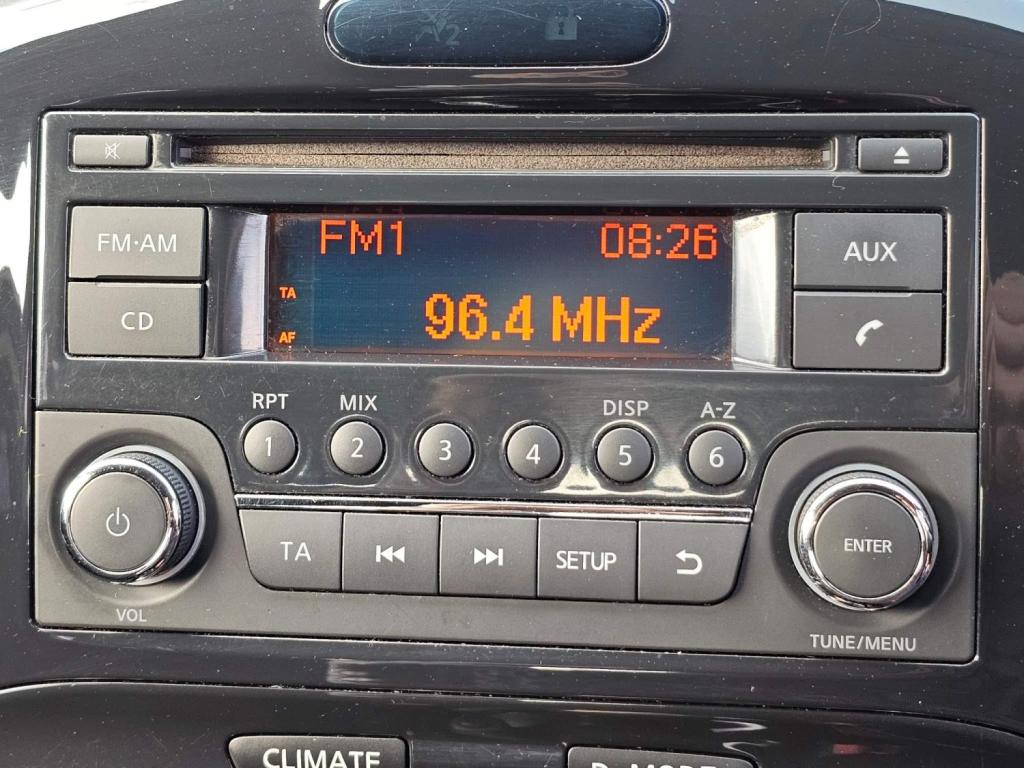 2
FM·AM
FM1
08:26
AUX
TA
CD
96.4 MHz
AF
RPT
MIX
DISP
A-Z
1
2
3
4
5
6
TA
SETUP
ENTER
VOL
TUNE/MENU
CLIMATE